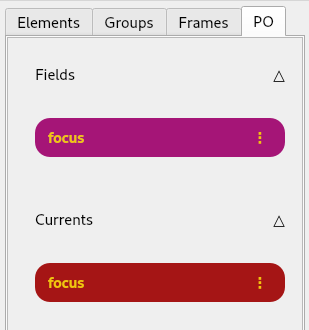 Elements Groups Frames PO
Fields △
focus ⋮
Currents △
focus ⋮